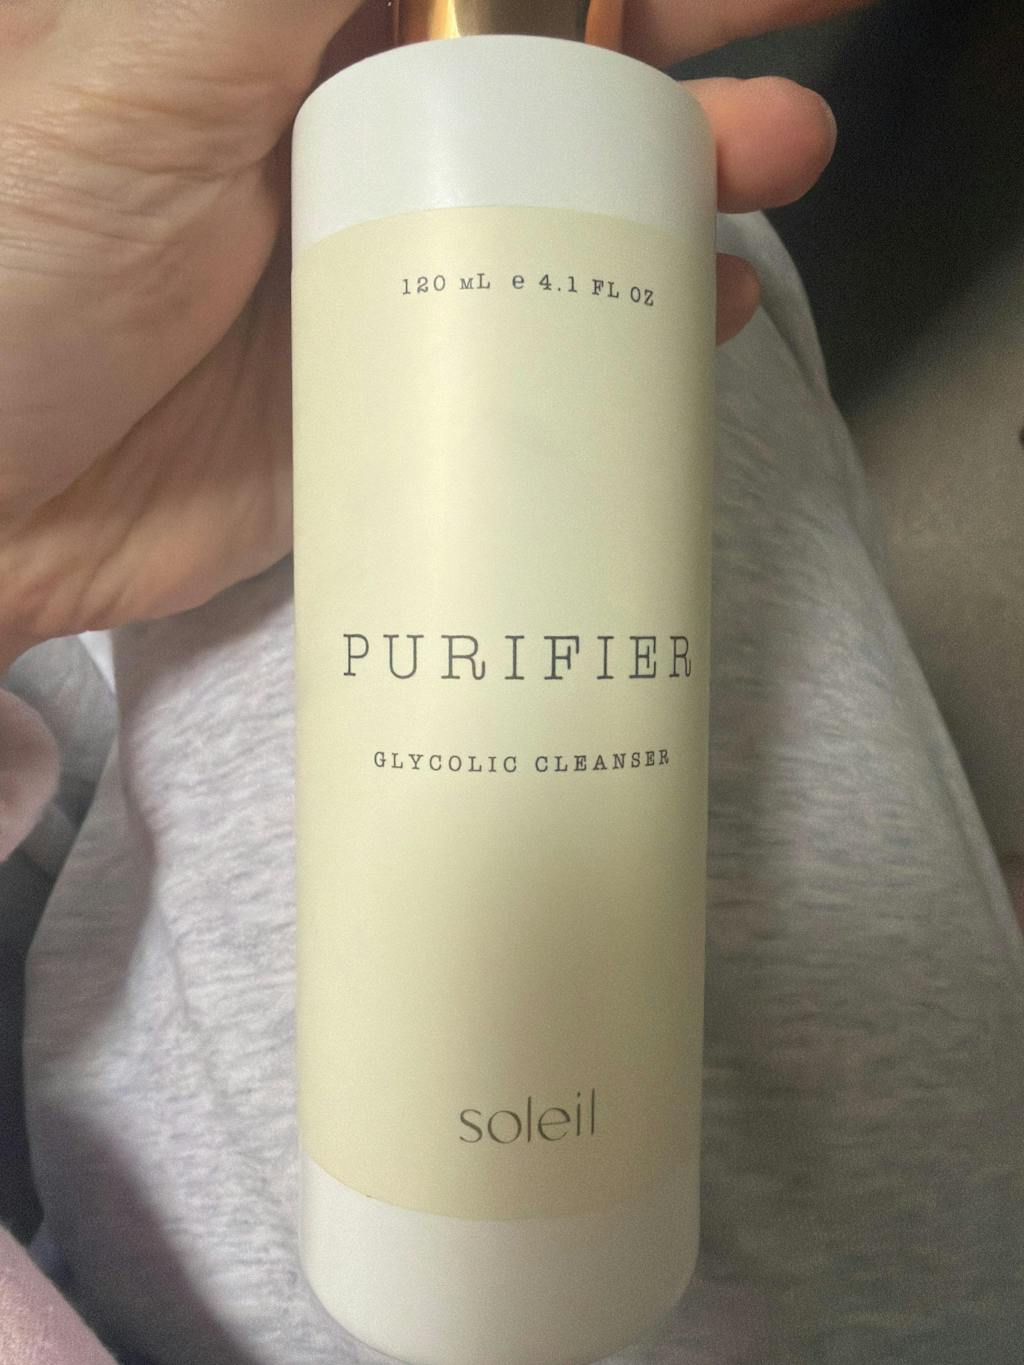 120 mL e 4.1 FL OZ
PURIFIER
GLYCOLIC CLEANSER
soleil